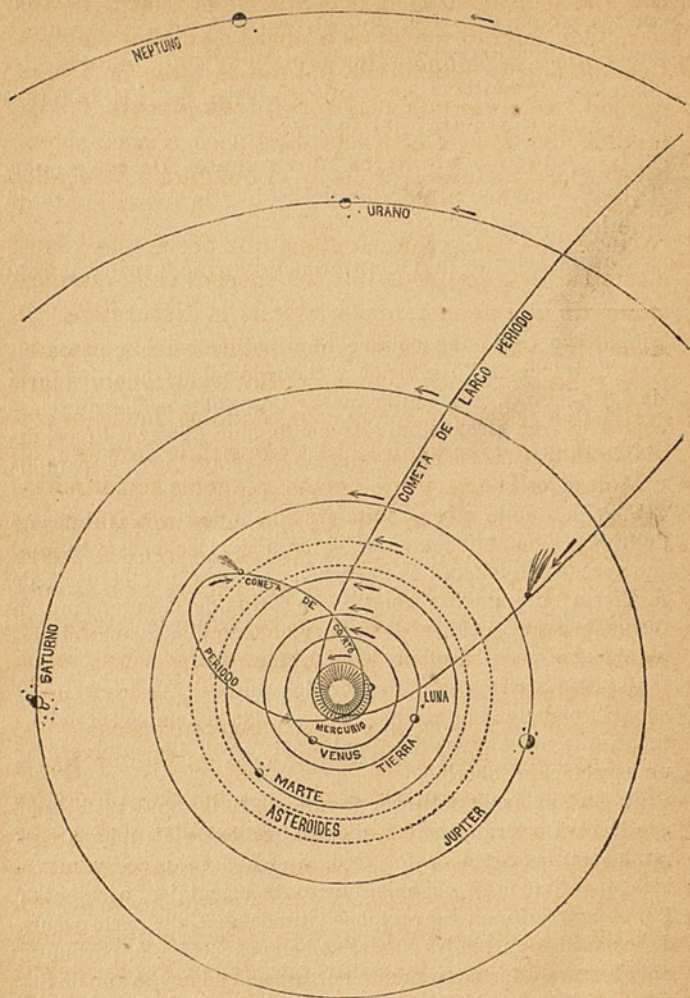 NEPTUNO
URANO
COMETA DE LARGO PERIODO
COMETA DE CORTO
PERIODO
SATURNO
LUNA
MERCURIO
VENUS
TIERRA
MARTE
ASTEROIDES
JUPITER